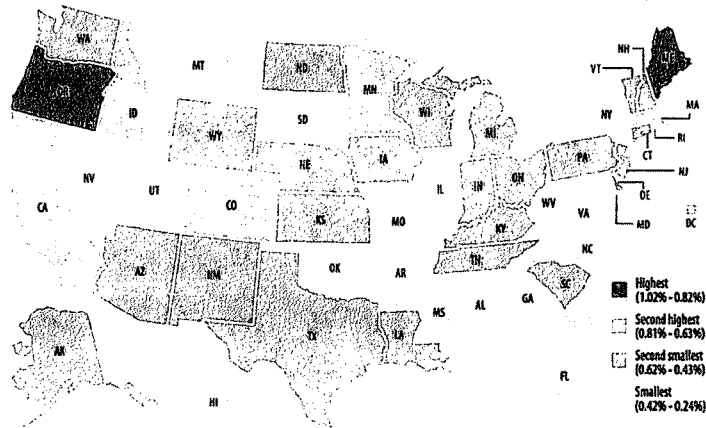 WA
MT
ND
MN
OR
ID
WY
SD
WI
MI
NH
VT
ME
NY
MA
RI
CT
NJ
DE
MD
DC
PA
NE
IA
NV
UT
CO
CA
KS
MO
IL
IN
OH
WV
VA
KY
NC
TN
AZ
NM
OK
AR
SC
MS
AL
GA
TX
LA
FL
AK
HI
Highest
(1.02% - 0.82%)
Second highest
(0.81% - 0.63%)
Second smallest
(0.62% - 0.43%)
Smallest
(0.42% - 0.24%)